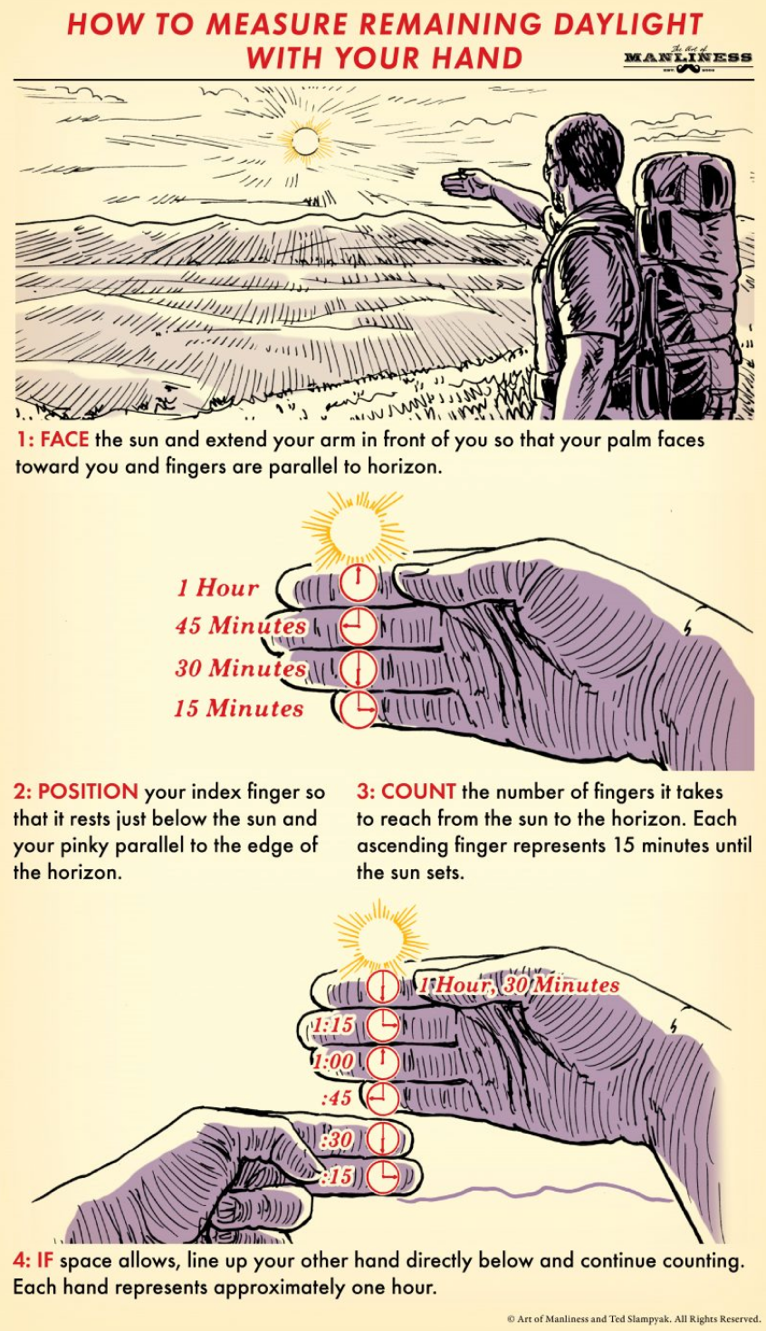 HOW TO MEASURE REMAINING DAYLIGHT
WITH YOUR HAND
The Art of
MANLINESS
1: FACE the sun and extend your arm in front of you so that your palm faces
toward you and fingers are parallel to horizon.
1 Hour
45 Minutes
30 Minutes
15 Minutes
2: POSITION your index finger so
that it rests just below the sun and
your pinky parallel to the edge of
the horizon.
3: COUNT the number of fingers it takes
to reach from the sun to the horizon. Each
ascending finger represents 15 minutes until
the sun sets.
1 Hour, 30 Minutes
1:15
1:00
:45
:30
:15
4: IF space allows, line up your other hand directly below and continue counting.
Each hand represents approximately one hour.
© Art of Manliness and Ted Slampyak. All Rights Reserved.